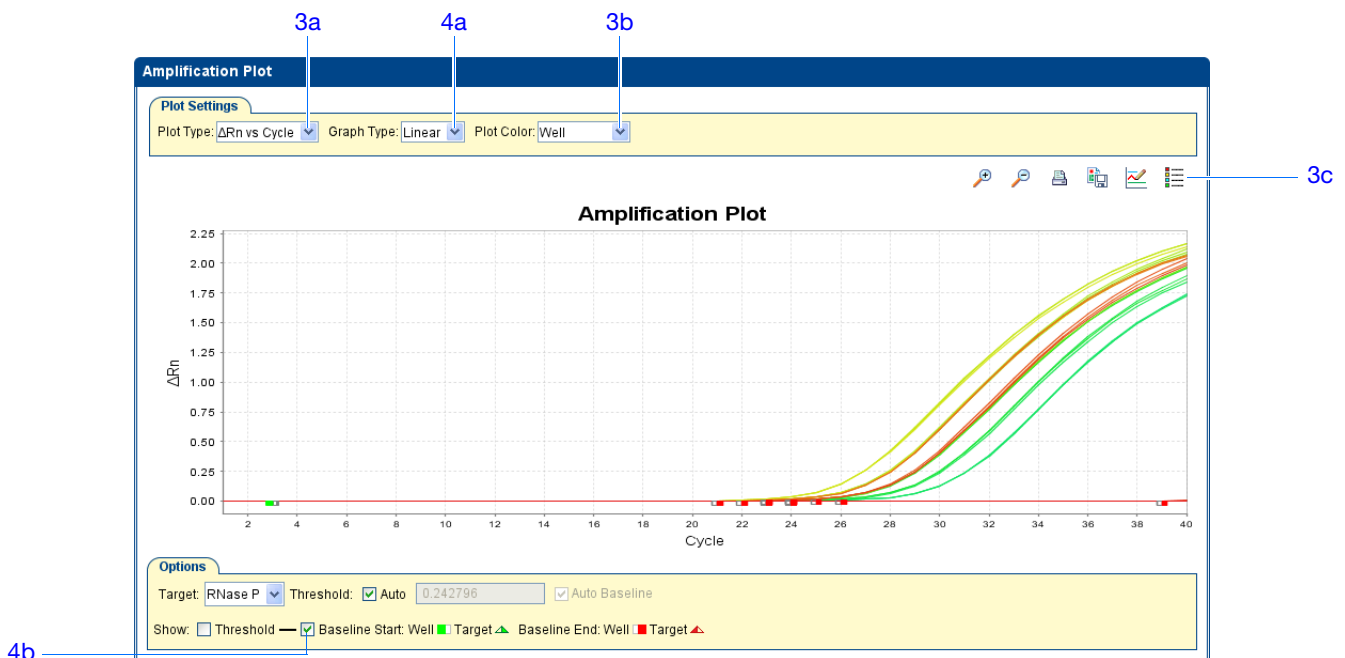 3a 4a 3b
Amplification Plot
Plot Settings
Plot Type: ΔRn vs Cycle Graph Type: Linear Plot Color: Well
3c
Amplification Plot
2.25
2.00
1.75
1.50
1.25
1.00
0.75
0.50
0.25
0.00
ΔRn
2 4 6 8 10 12 14 16 18 20 22 24 26 28 30 32 34 36 38 40
Cycle
Options
Target: RNase P Threshold: Auto 0.242796 Auto Baseline
Show: Threshold Baseline Start: Well Target Baseline End: Well Target
4b